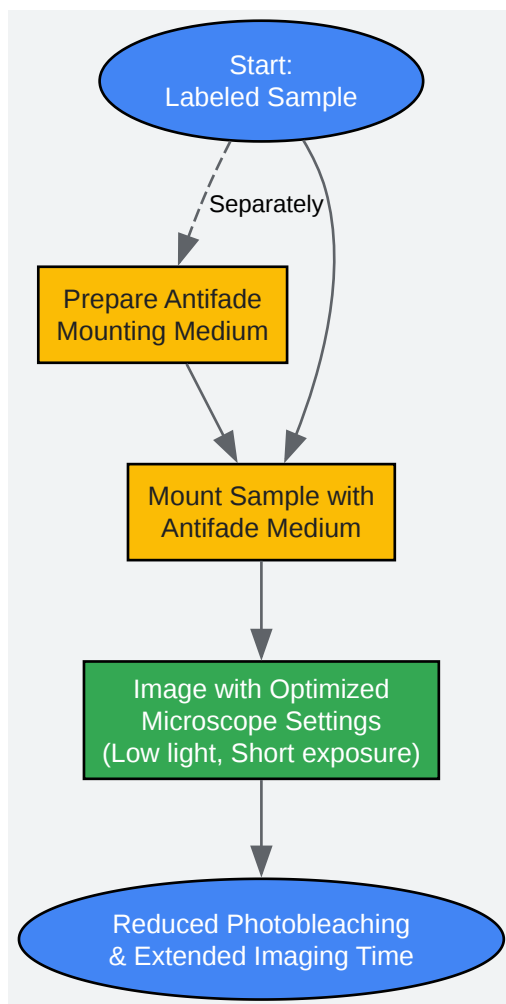 Start:
Labeled Sample
Separately
Prepare Antifade
Mounting Medium
Mount Sample with
Antifade Medium
Image with Optimized
Microscope Settings
(Low light, Short exposure)
Reduced Photobleaching
& Extended Imaging Time